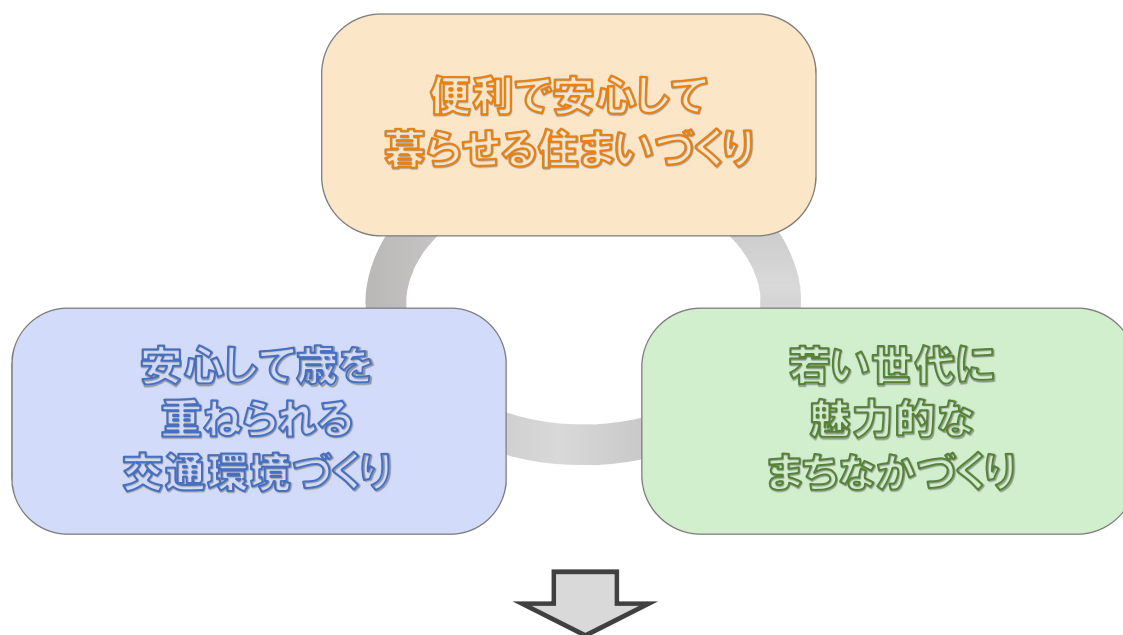 便利で安心して
暮らせる住まいづくり
安心して歳を
重ねられる
交通環境づくり
若い世代に
魅力的な
まちなかづくり